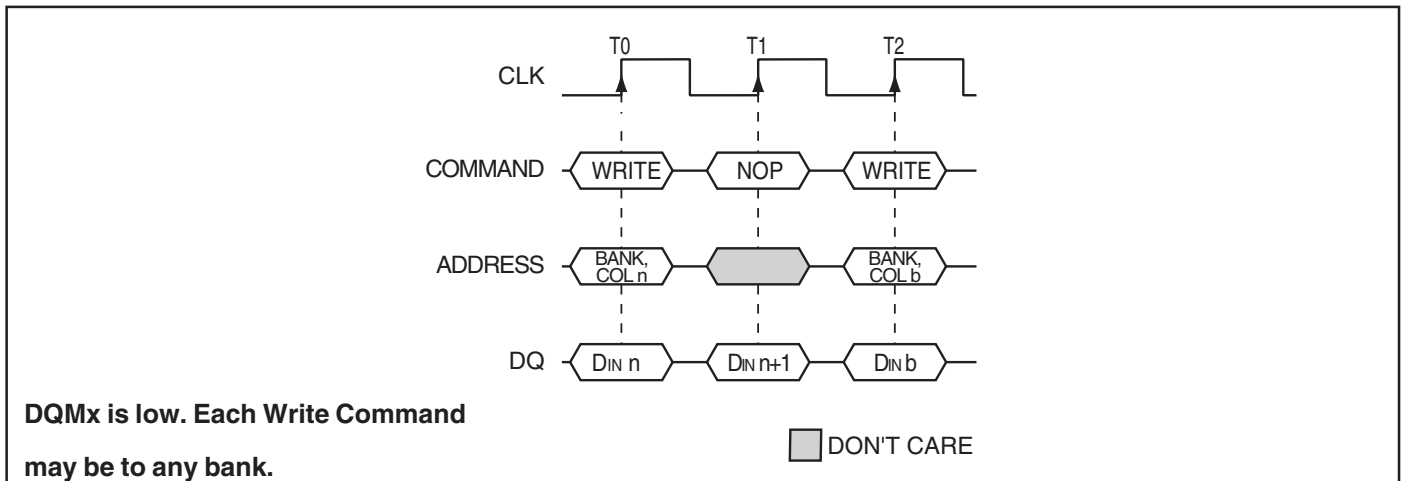 T0 T1 T2
CLK
COMMAND WRITE NOP WRITE
ADDRESS BANK, COL n BANK, COL b
DQ DIN n DIN n+1 DIN b
DQMx is low. Each Write Command
may be to any bank.
DON'T CARE